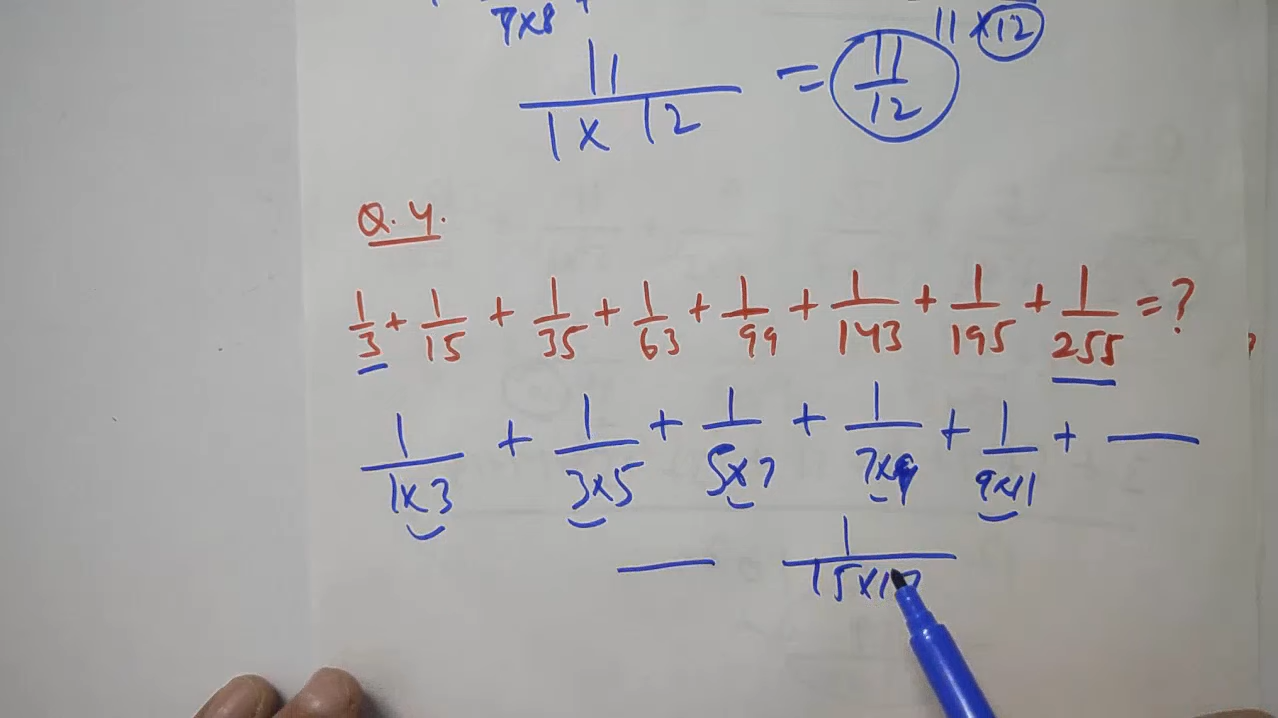 7x8 + 11 x 12
11 / 1 x 12 = 11 / 12
Q.4.
1/3 + 1/15 + 1/35 + 1/63 + 1/99 + 1/143 + 1/195 + 1/255 = ?
1/1x3 + 1/3x5 + 1/5x7 + 1/7x9 + 1/9x11 + —
— 1/15x17